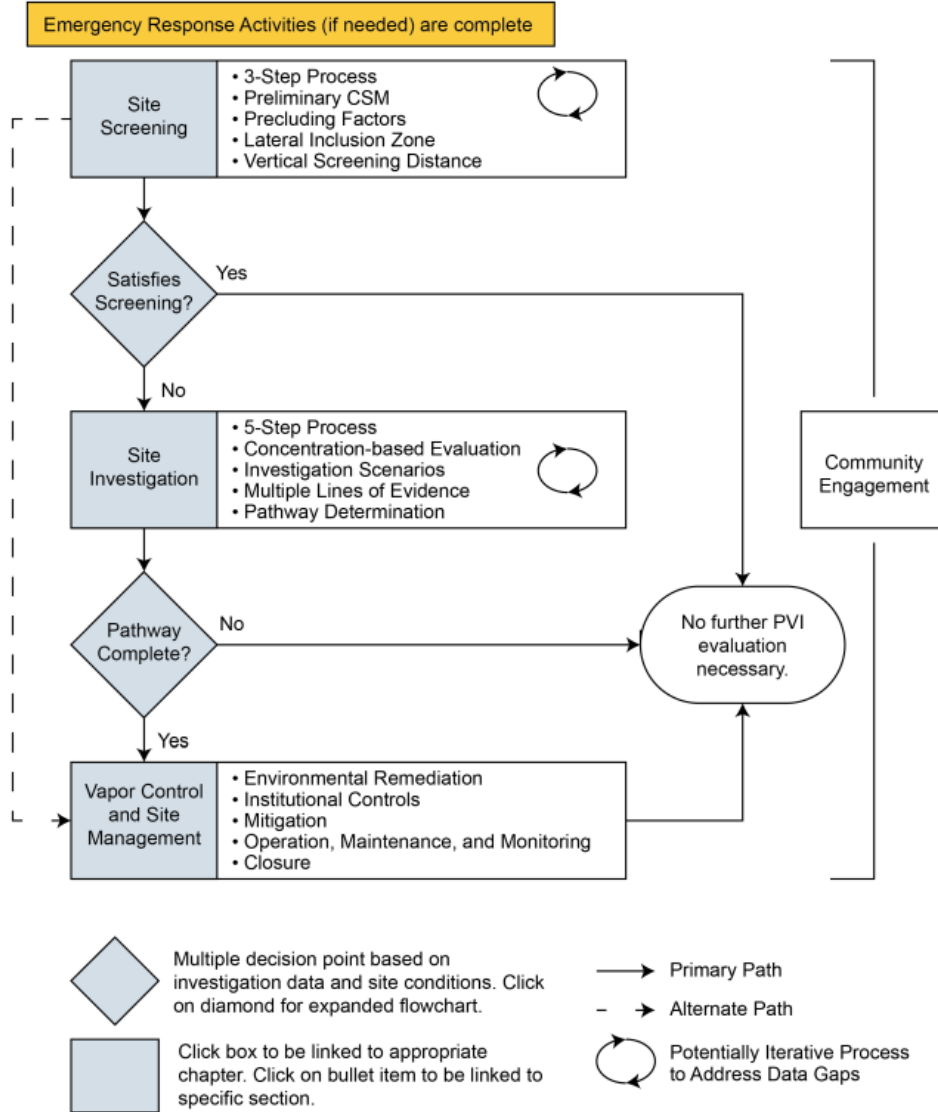 Emergency Response Activities (if needed) are complete
Site
Screening
• 3-Step Process
• Preliminary CSM
• Precluding Factors
• Lateral Inclusion Zone
• Vertical Screening Distance
Satisfies
Screening?
Yes
No
Site
Investigation
• 5-Step Process
• Concentration-based Evaluation
• Investigation Scenarios
• Multiple Lines of Evidence
• Pathway Determination
Community
Engagement
Pathway
Complete?
No
No further PVI
evaluation
necessary.
Yes
Vapor Control
and Site
Management
• Environmental Remediation
• Institutional Controls
• Mitigation
• Operation, Maintenance, and Monitoring
• Closure
Multiple decision point based on
investigation data and site conditions. Click
on diamond for expanded flowchart.
Primary Path
Alternate Path
Click box to be linked to appropriate
chapter. Click on bullet item to be linked to
specific section.
Potentially Iterative Process
to Address Data Gaps